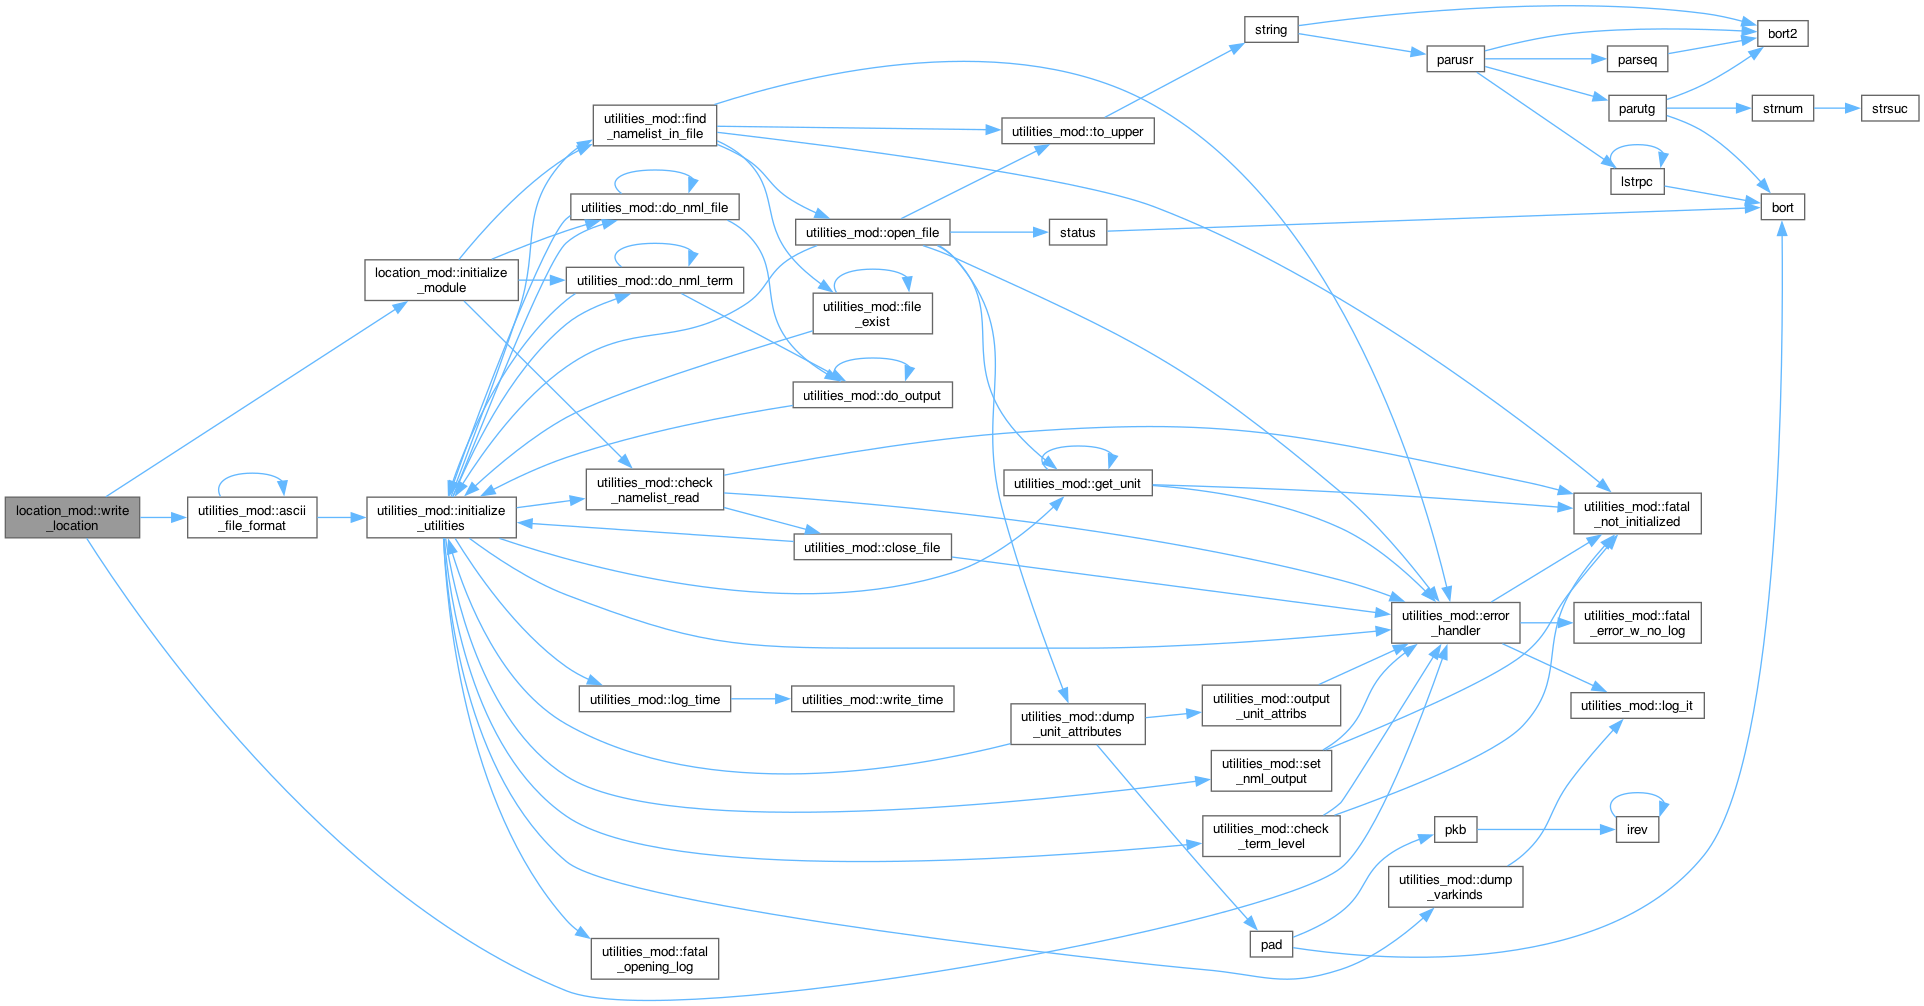 location_mod::write
_location
utilities_mod::ascii
_file_format
location_mod::initialize
_module
utilities_mod::initialize
_utilities
utilities_mod::find
_namelist_in_file
utilities_mod::do_nml_file
utilities_mod::do_nml_term
utilities_mod::check
_namelist_read
utilities_mod::log_time
utilities_mod::fatal
_opening_log
utilities_mod::open_file
utilities_mod::file
_exist
utilities_mod::do_output
utilities_mod::close_file
utilities_mod::write_time
utilities_mod::to_upper
status
utilities_mod::get_unit
utilities_mod::dump
_unit_attributes
string
utilities_mod::output
_unit_attribs
utilities_mod::set
_nml_output
utilities_mod::check
_term_level
pad
parusr
utilities_mod::error
_handler
pkb
utilities_mod::dump
_varkinds
parseq
parutg
lstrpc
utilities_mod::fatal
_not_initialized
utilities_mod::fatal
_error_w_no_log
utilities_mod::log_it
irev
bort2
strnum
bort
strsuc